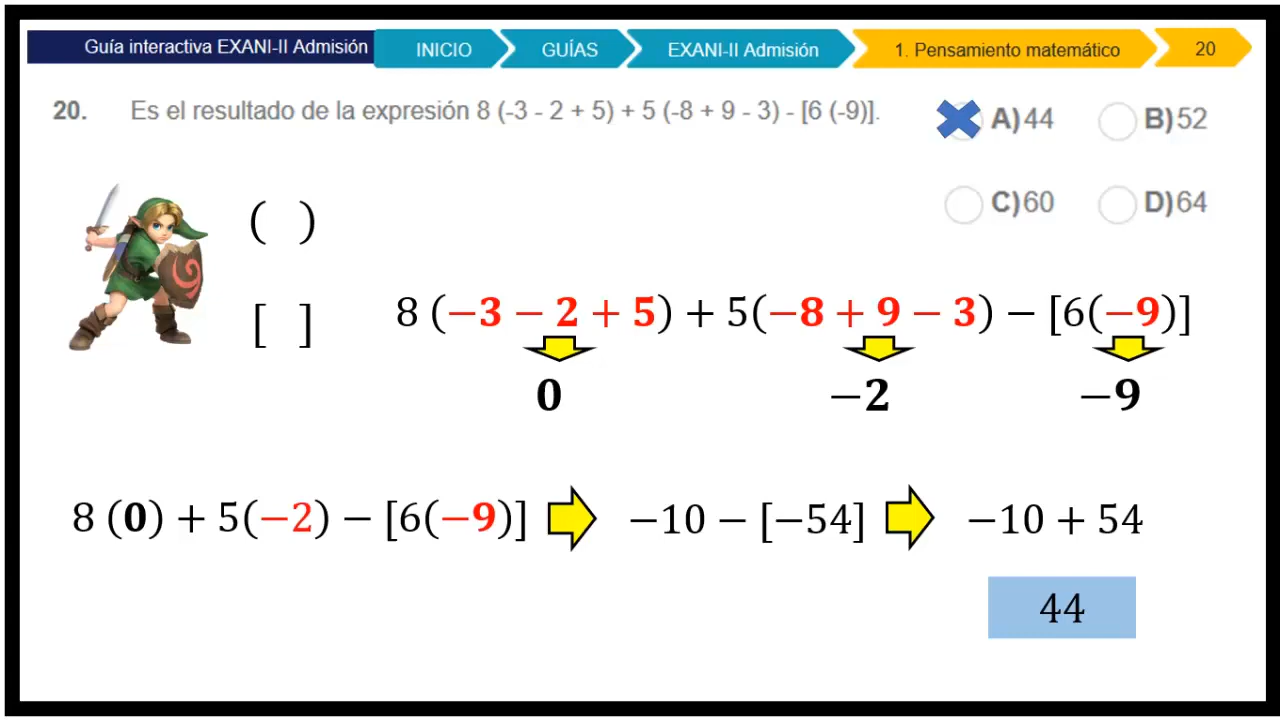 Guía interactiva EXANI-II Admisión INICIO GUÍAS EXANI-II Admisión 1. Pensamiento matemático 20
20. Es el resultado de la expresión 8 (-3 - 2 + 5) + 5 (-8 + 9 - 3) - [6 (-9)].
A) 44 B) 52
C) 60 D) 64
( )
[ ]
8 (−3 − 2 + 5) + 5(−8 + 9 − 3) − [6(−9)]
0 −2 −9
8 (0) + 5(−2) − [6(−9)] −10 − [−54] −10 + 54
44